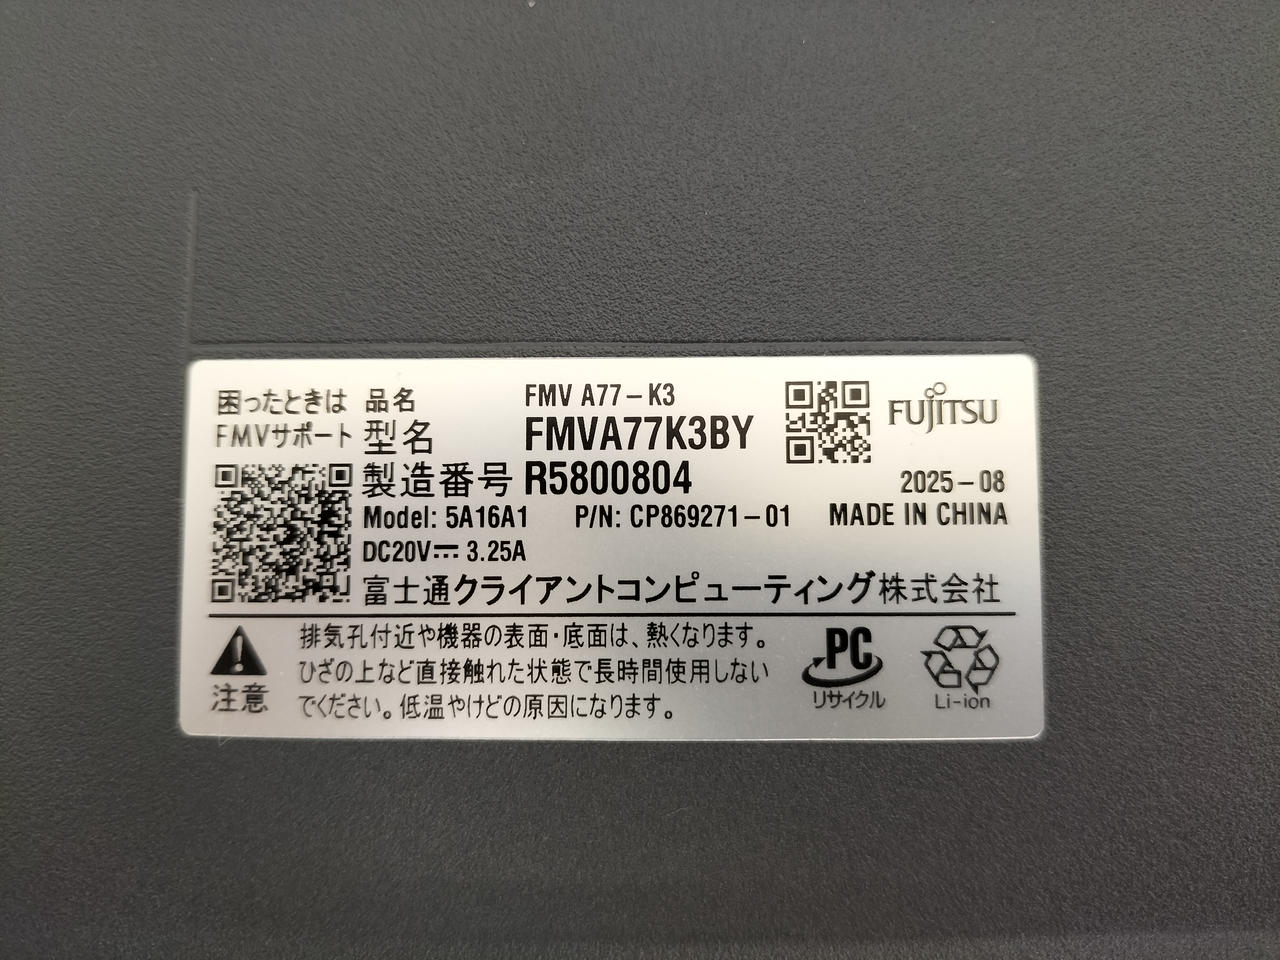 困ったときは 品名 FMV A77-K3
FMVサポート 型名 FMVA77K3BY
FUJITSU
製造番号 R5800804
2025-08
Model: 5A16A1 P/N: CP869271-01 MADE IN CHINA
DC20V⎓ 3.25A
富士通クライアントコンピューティング株式会社
注意
排気孔付近や機器の表面・底面は、熱くなります。
ひざの上など直接触れた状態で長時間使用しない
でください。低温やけどの原因になります。
PC
リサイクル
Li-ion